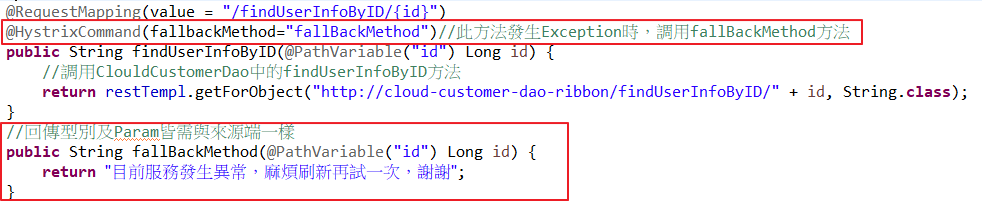 @RequestMapping(value = "/findUserInfoByID/{id}")
@HystrixCommand(fallbackMethod="fallBackMethod")//此方法發生Exception時，調用fallBackMethod方法
public String findUserInfoByID(@PathVariable("id") Long id) {
//調用ClouldCustomerDao中的findUserInfoByID方法
return restTempl.getForObject("http://cloud-customer-dao-ribbon/findUserInfoByID/" + id, String.class);
}
//回傳型別及Param皆需與來源端一樣
public String fallBackMethod(@PathVariable("id") Long id) {
return "目前服務發生異常，麻煩刷新再試一次，謝謝";
}